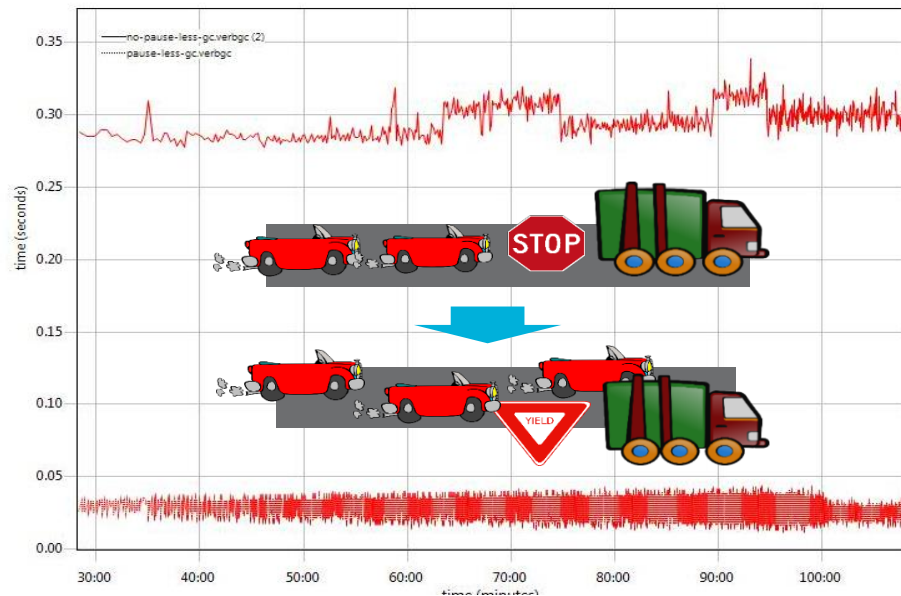 no-pause-less-gc.verbgc (2)
pause-less-gc.verbgc
0.35
0.30
0.25
0.20
0.15
0.10
0.05
0.00
time (seconds)
STOP
YIELD
30:00 40:00 50:00 60:00 70:00 80:00 90:00 100:00
time (minutes)